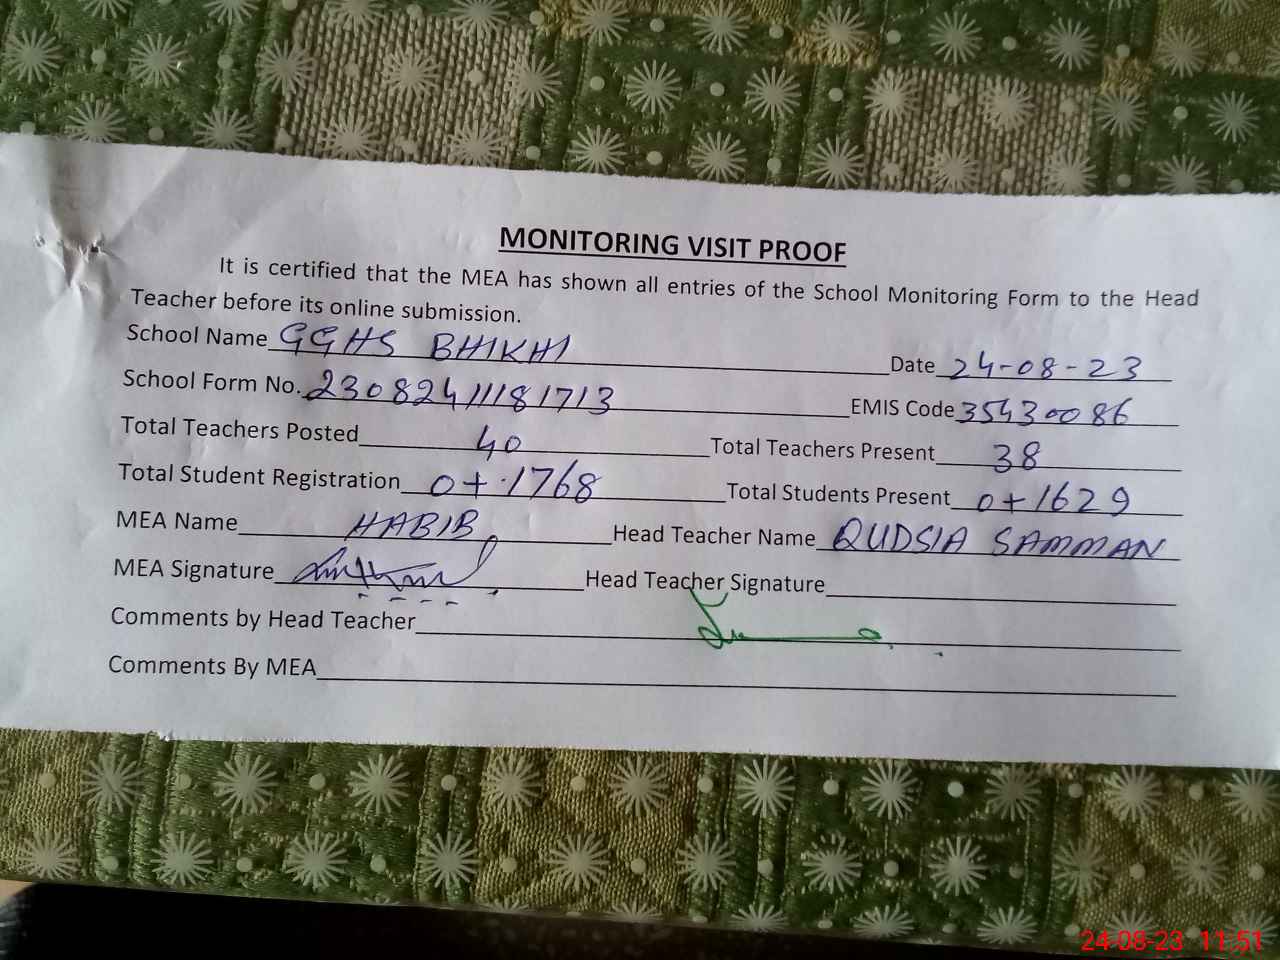 MONITORING VISIT PROOF
It is certified that the MEA has shown all entries of the School Monitoring Form to the Head
Teacher before its online submission.
School Name GGHS BHIKHI Date 24-08-23
School Form No. 23082411181713 EMIS Code 35430086
Total Teachers Posted 40 Total Teachers Present 38
Total Student Registration 0+1768 Total Students Present 0+1629
MEA Name HABIB Head Teacher Name QUDSIA SAMMAN
MEA Signature Head Teacher Signature
Comments by Head Teacher
Comments By MEA
24-08-23 11:51